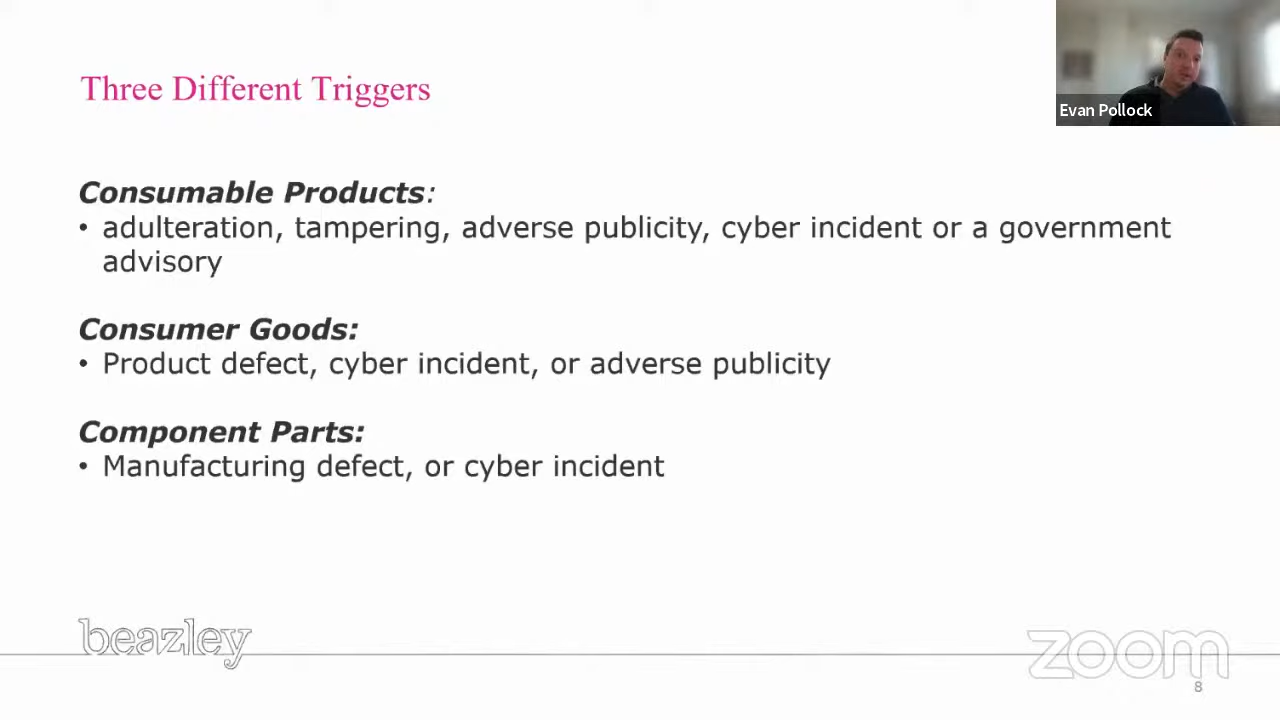 Three Different Triggers
Evan Pollock
Consumable Products:
• adulteration, tampering, adverse publicity, cyber incident or a government
advisory
Consumer Goods:
• Product defect, cyber incident, or adverse publicity
Component Parts:
• Manufacturing defect, or cyber incident
beazley
zoom
8